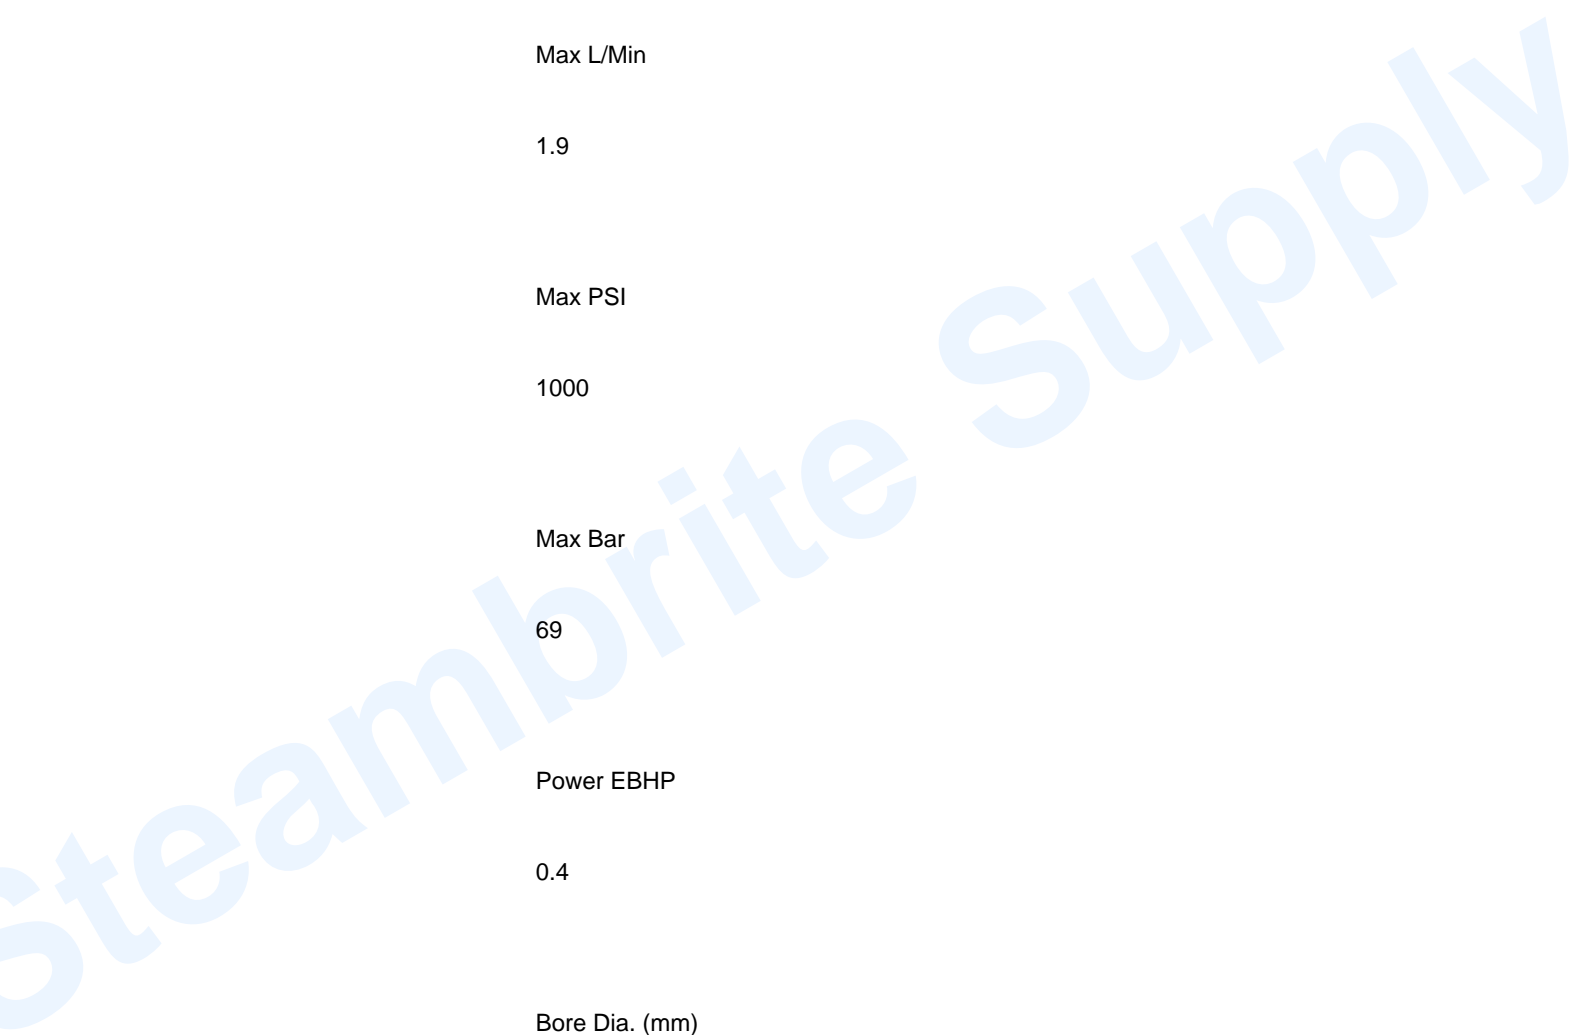 Max L/Min
1.9
Max PSI
1000
Max Bar
69
Power EBHP
0.4
Bore Dia. (mm)
Steambrite Supply